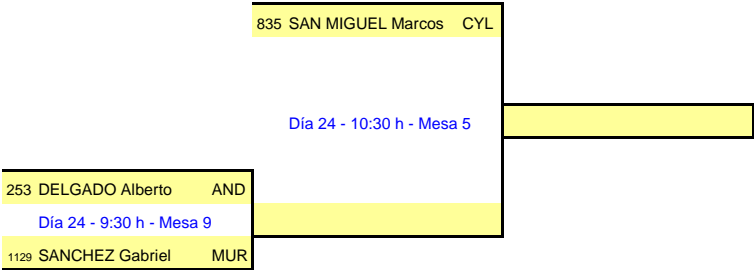 835 SAN MIGUEL Marcos CYL
Día 24 - 10:30 h - Mesa 5
253 DELGADO Alberto AND
Día 24 - 9:30 h - Mesa 9
1129 SANCHEZ Gabriel MUR